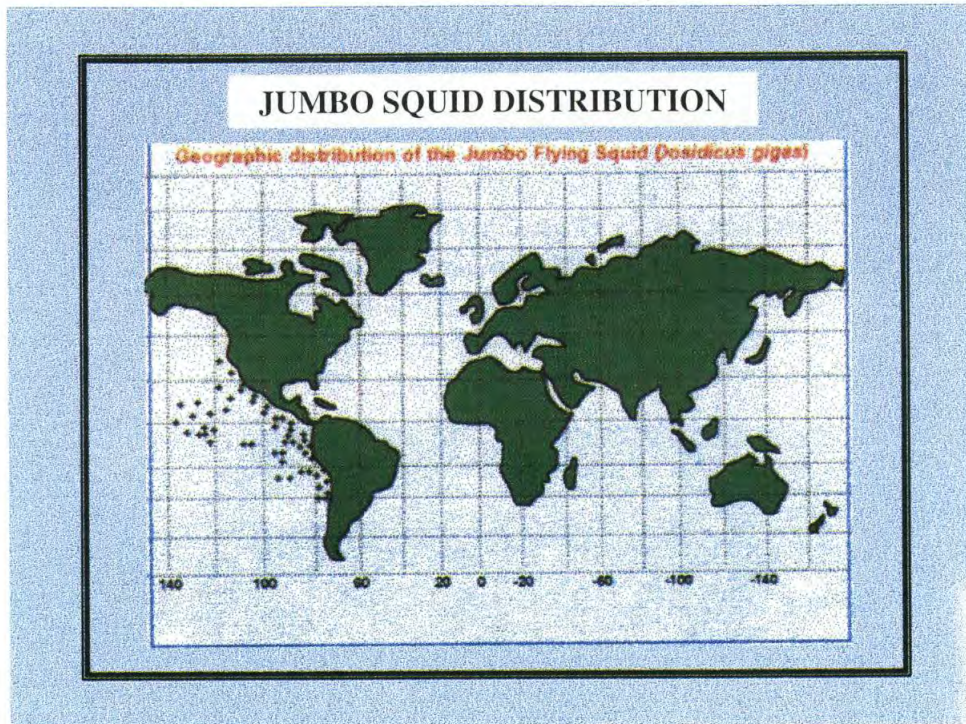 JUMBO SQUID DISTRIBUTION
Geographic distribution of the Jumbo Flying Squid Dosidicus gigas)
140 100 60 20 0 -20 -60 -100 -140